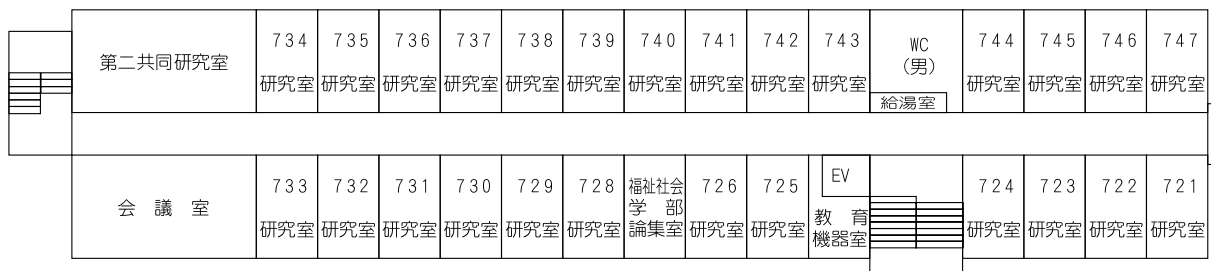 734 735 736 737 738 739 740 741 742 743 WC 744 745 746 747
第二共同研究室 (男)
研究室 研究室 研究室 研究室 研究室 研究室 研究室 研究室 研究室 研究室 研究室 研究室 研究室 研究室
給湯室
EV
733 732 731 730 729 728 福祉社会 726 725 724 723 722 721
会議室 学部 教育
研究室 研究室 研究室 研究室 研究室 研究室 論集室 研究室 研究室 機器室 研究室 研究室 研究室 研究室